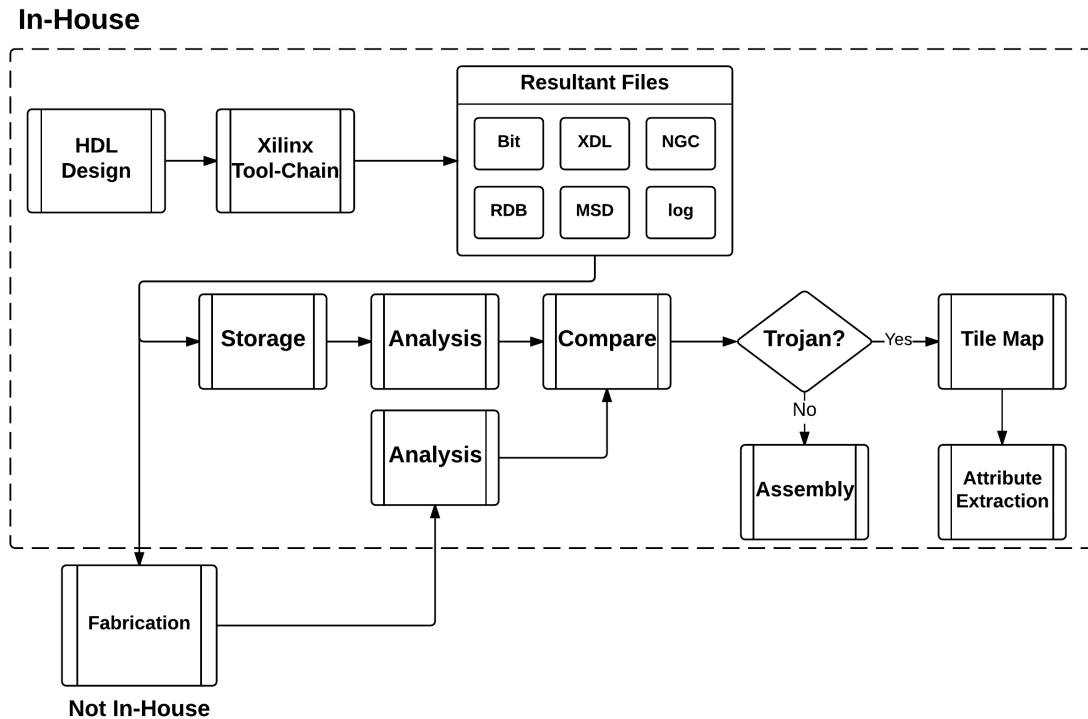 In-House
HDL
Design
Xilinx
Tool-Chain
Resultant Files
Bit
XDL
NGC
RDB
MSD
log
Storage
Analysis
Compare
Trojan?
Yes
Tile Map
No
Analysis
Assembly
Attribute
Extraction
Fabrication
Not In-House